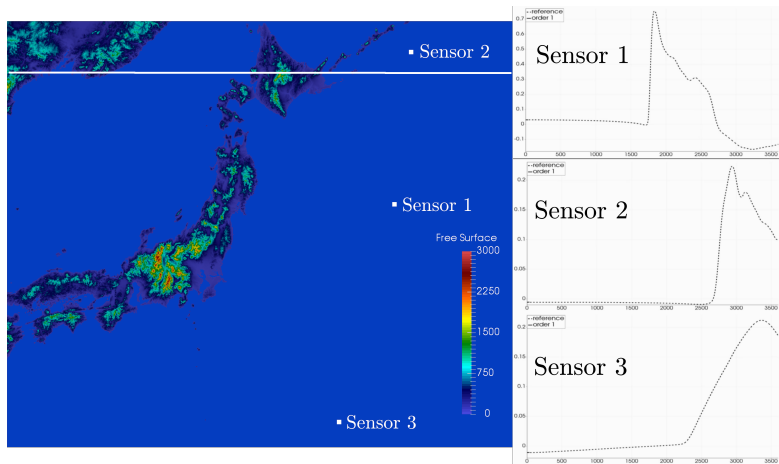 Sensor 2
Sensor 1
Free Surface
3000
2250
1500
750
0
Sensor 3
reference
order 1
Sensor 1
0.7
0.6
0.5
0.4
0.3
0.2
0.1
0
-0.1
0 500 1000 1500 2000 2500 3000 3500
reference
order 1
Sensor 2
0.2
0.15
0.1
0.05
0
0 500 1000 1500 2000 2500 3000 3500
reference
order 1
Sensor 3
0.2
0.15
0.1
0.05
0
0 500 1000 1500 2000 2500 3000 3500